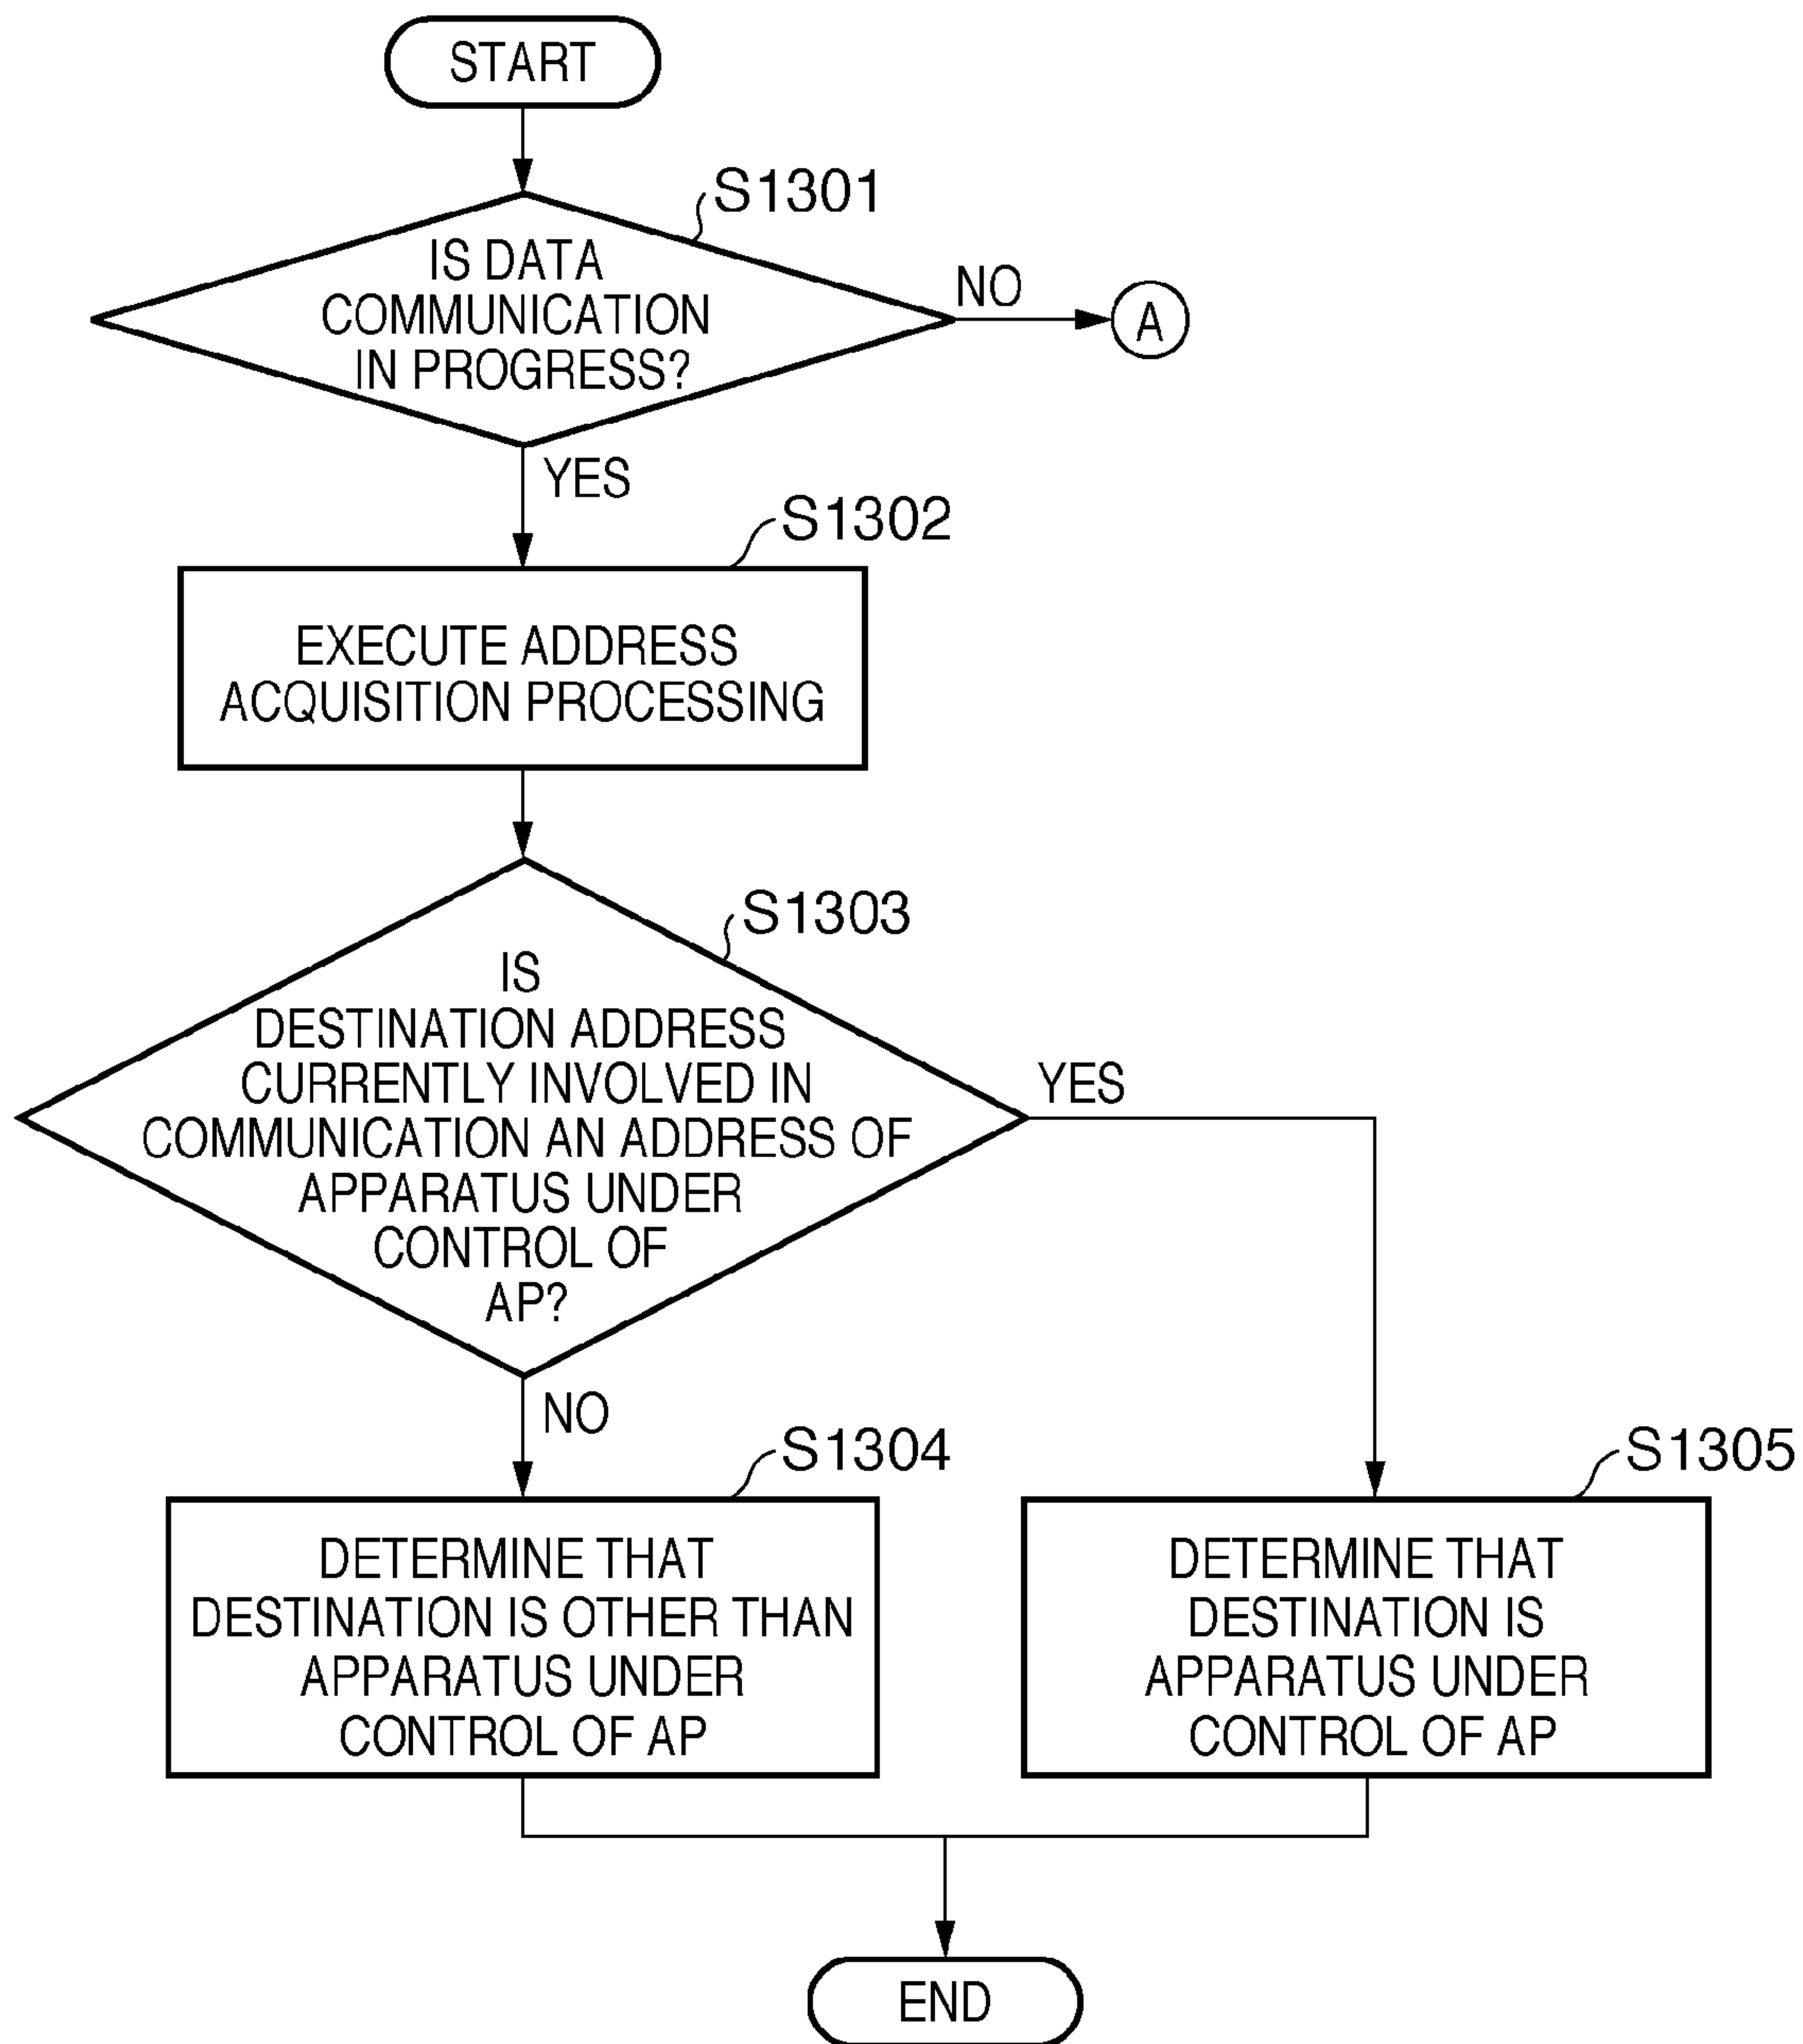 START
S1301
IS DATA
COMMUNICATION
IN PROGRESS?
NO
A
YES
S1302
EXECUTE ADDRESS
ACQUISITION PROCESSING
S1303
IS
DESTINATION ADDRESS
CURRENTLY INVOLVED IN
COMMUNICATION AN ADDRESS OF
APPARATUS UNDER
CONTROL OF
AP?
YES
NO
S1304
DETERMINE THAT
DESTINATION IS OTHER THAN
APPARATUS UNDER
CONTROL OF AP
S1305
DETERMINE THAT
DESTINATION IS
APPARATUS UNDER
CONTROL OF AP
END